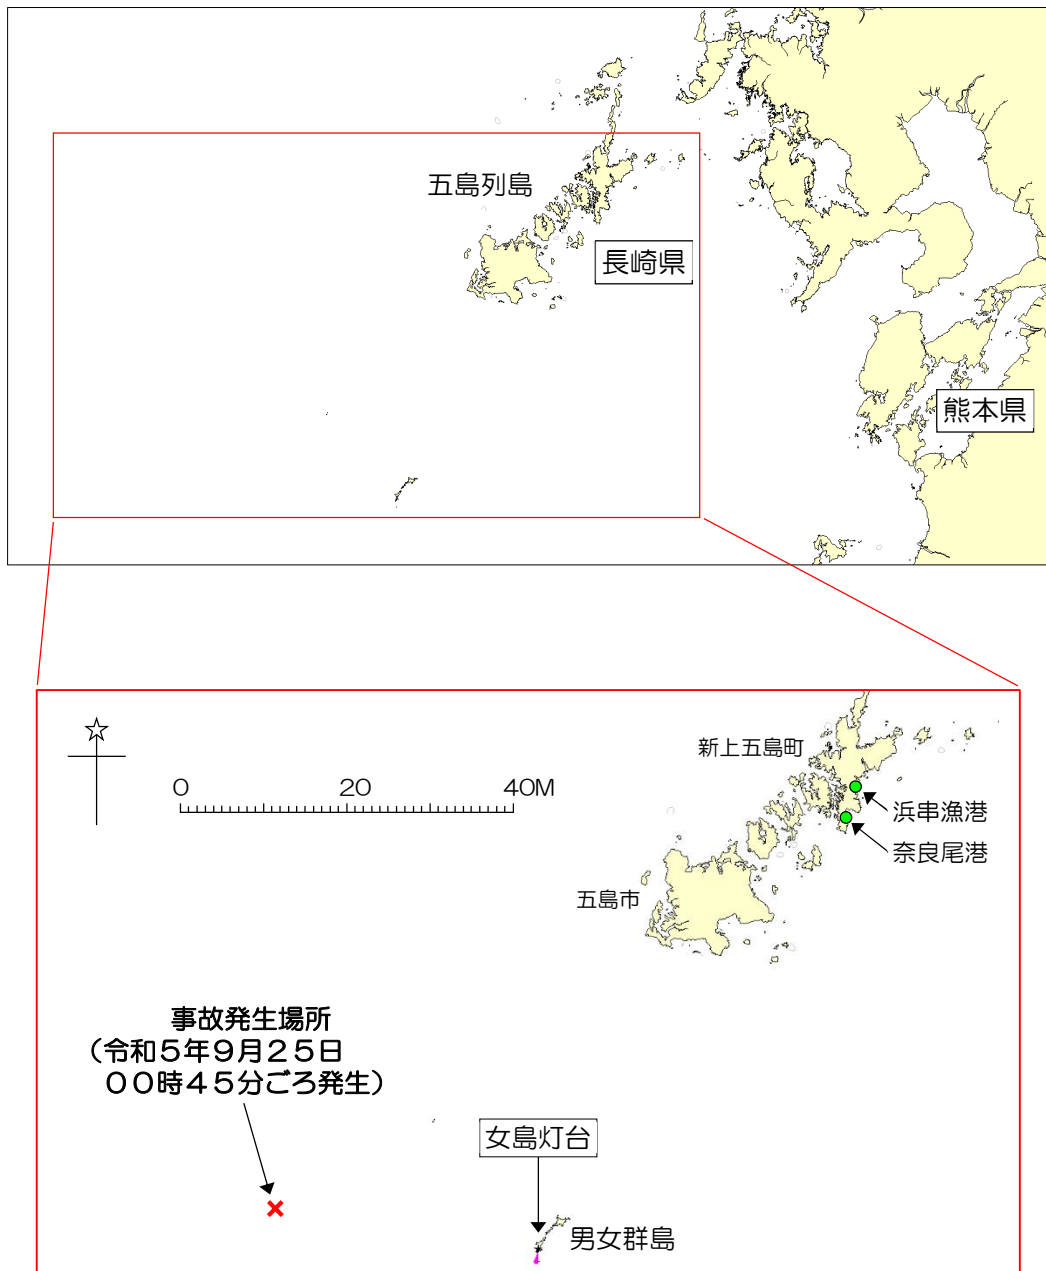 五島列島
長崎県
熊本県
新上五島町
0 20 40M
浜串漁港
奈良尾港
五島市
事故発生場所
（令和５年９月２５日
００時４５分ごろ発生）
女島灯台
男女群島